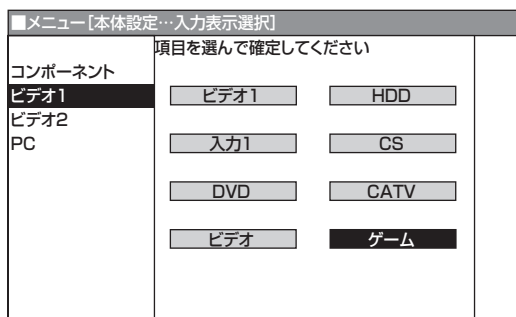 ■メニュー[本体設定…入力表示選択]
項目を選んで確定してください
コンポーネント
ビデオ1
ビデオ2
PC
ビデオ1 HDD
入力1 CS
DVD CATV
ビデオ ゲーム